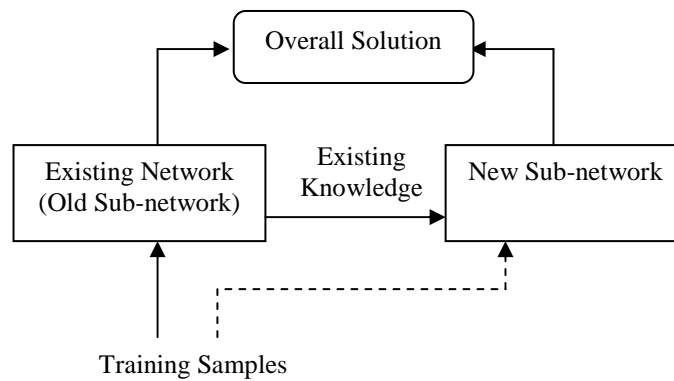 Overall Solution
Existing Network
(Old Sub-network)
Existing
Knowledge
New Sub-network
Training Samples